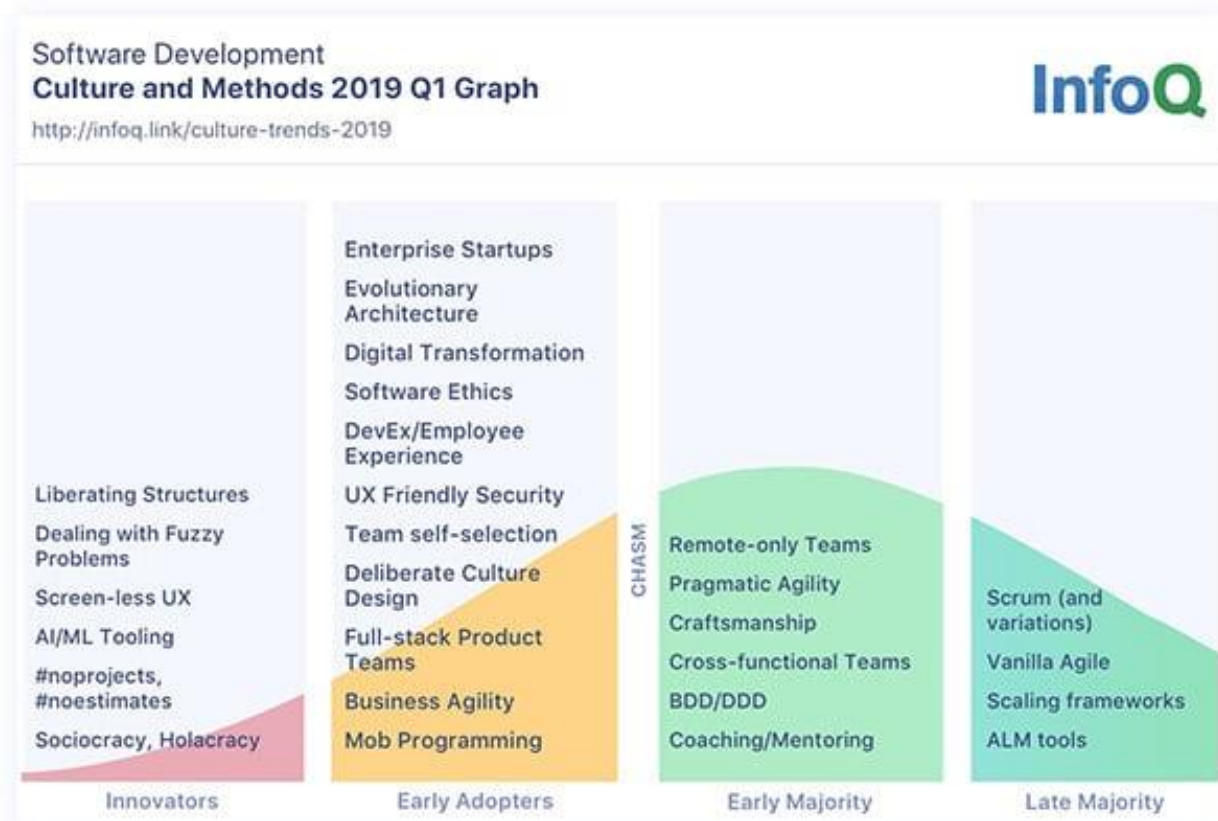 Software Development
Culture and Methods 2019 Q1 Graph
http://infoq.link/culture-trends-2019
InfoQ
Liberating Structures
Dealing with Fuzzy
Problems
Screen-less UX
AI/ML Tooling
#noprojects,
#noestimates
Sociocracy, Holacracy
Innovators
Enterprise Startups
Evolutionary
Architecture
Digital Transformation
Software Ethics
DevEx/Employee
Experience
UX Friendly Security
Team self-selection
Deliberate Culture
Design
Full-stack Product
Teams
Business Agility
Mob Programming
Early Adopters
CHASM
Remote-only Teams
Pragmatic Agility
Craftsmanship
Cross-functional Teams
BDD/DDD
Coaching/Mentoring
Early Majority
Scrum (and
variations)
Vanilla Agile
Scaling frameworks
ALM tools
Late Majority